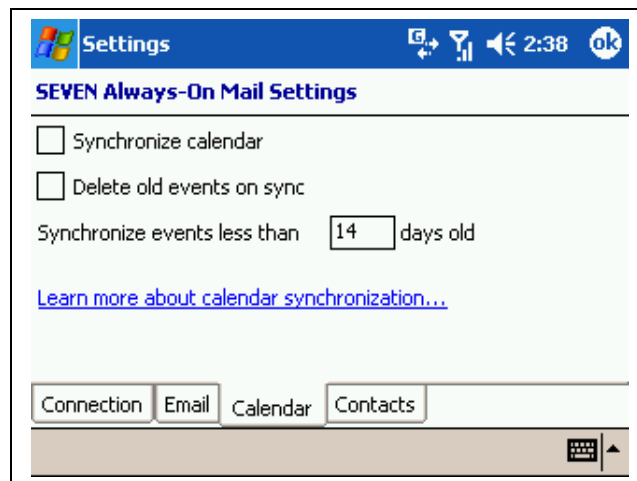 Settings 2:38 ok
SEVEN Always-On Mail Settings
Synchronize calendar
Delete old events on sync
Synchronize events less than 14 days old
Learn more about calendar synchronization...
Connection Email Calendar Contacts